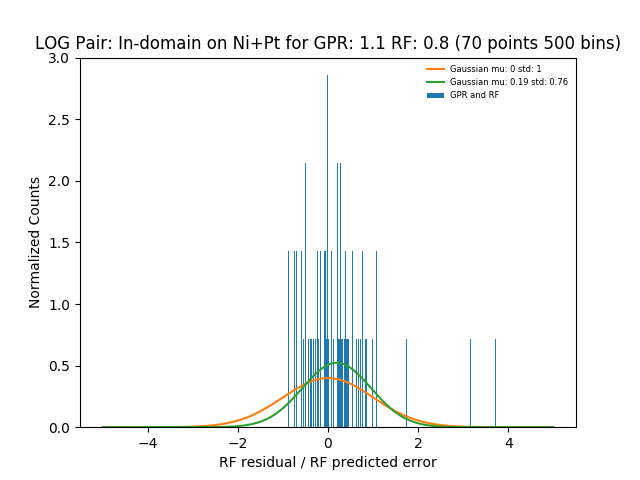 LOG Pair: In-domain on Ni+Pt for GPR: 1.1 RF: 0.8 (70 points 500 bins)
3.0
2.5
2.0
1.5
1.0
0.5
0.0
Normalized Counts
Gaussian mu: 0 std: 1
Gaussian mu: 0.19 std: 0.76
GPR and RF
−4 −2 0 2 4
RF residual / RF predicted error